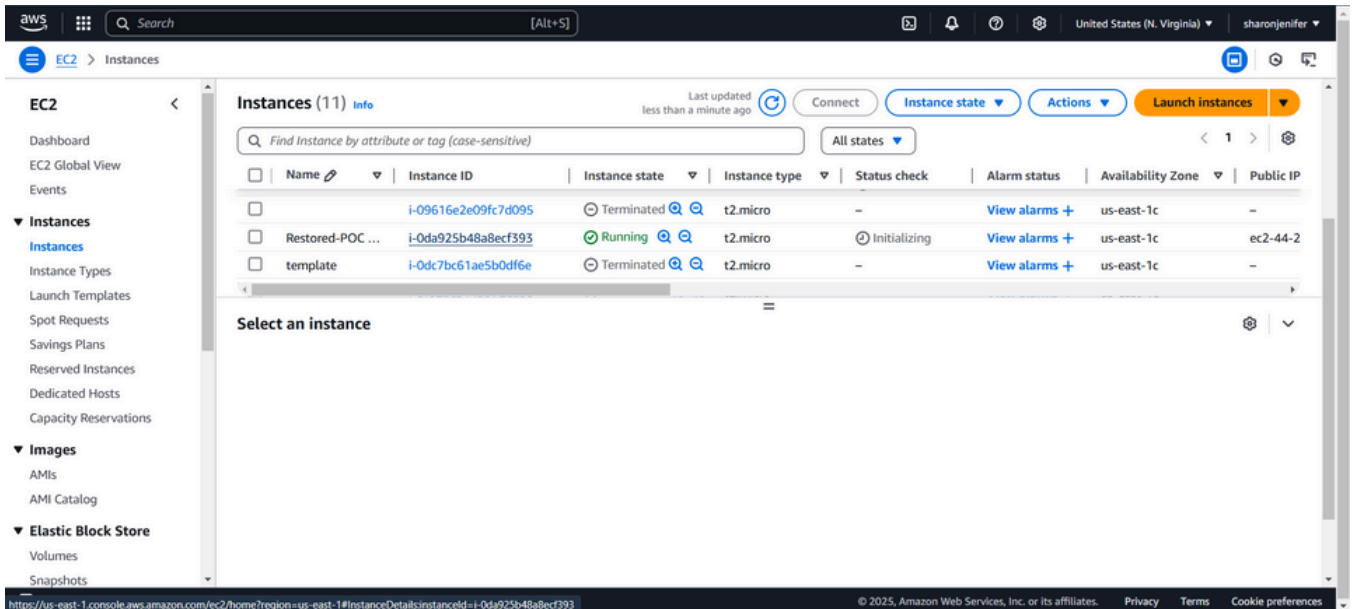 aws
Search [Alt+S] United States (N. Virginia) sharonjenifer
EC2 > Instances
EC2
Dashboard
EC2 Global View
Events
Instances
Instances
Instance Types
Launch Templates
Spot Requests
Savings Plans
Reserved Instances
Dedicated Hosts
Capacity Reservations
Images
AMIs
AMI Catalog
Elastic Block Store
Volumes
Snapshots
Instances (11) Info
Last updated
less than a minute ago
Connect Instance state Actions Launch instances
Find Instance by attribute or tag (case-sensitive) All states 1
Name Instance ID Instance state Instance type Status check Alarm status Availability Zone Public IP
i-09616e2e09fc7d095 Terminated t2.micro – View alarms + us-east-1c –
Restored-POC ... i-0da925b48a8ecf393 Running t2.micro Initializing View alarms + us-east-1c ec2-44-2
template i-0dc7bc61ae5b0df6e Terminated t2.micro – View alarms + us-east-1c –
Select an instance
https://us-east-1.console.aws.amazon.com/ec2/home?region=us-east-1#InstanceDetails:instanceId=i-0da925b48a8ecf393
© 2025, Amazon Web Services, Inc. or its affiliates. Privacy Terms Cookie preferences